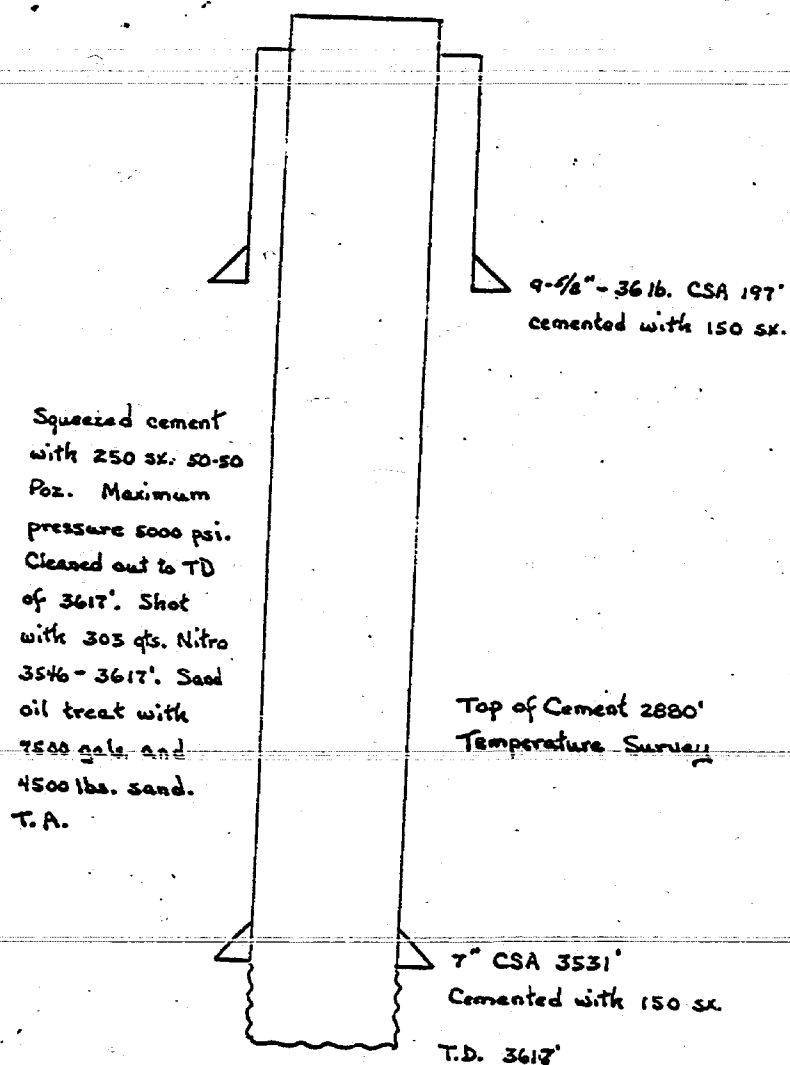 9-5/8" - 36 lb. CSA 197'
cemented with 150 sx.
Squeezed cement
with 250 sx. 50-50
Poz. Maximum
pressure 5000 psi.
Cleaned out to TD
of 3617'. Shot
with 303 qts. Nitro
3546 - 3617'. Sand
oil treat with
7500 gals. and
4500 lbs. sand.
T.A.
Top of Cement 2880'
Temperature Survey
7" CSA 3531'
Cemented with 150 sx.
T.D. 3617'